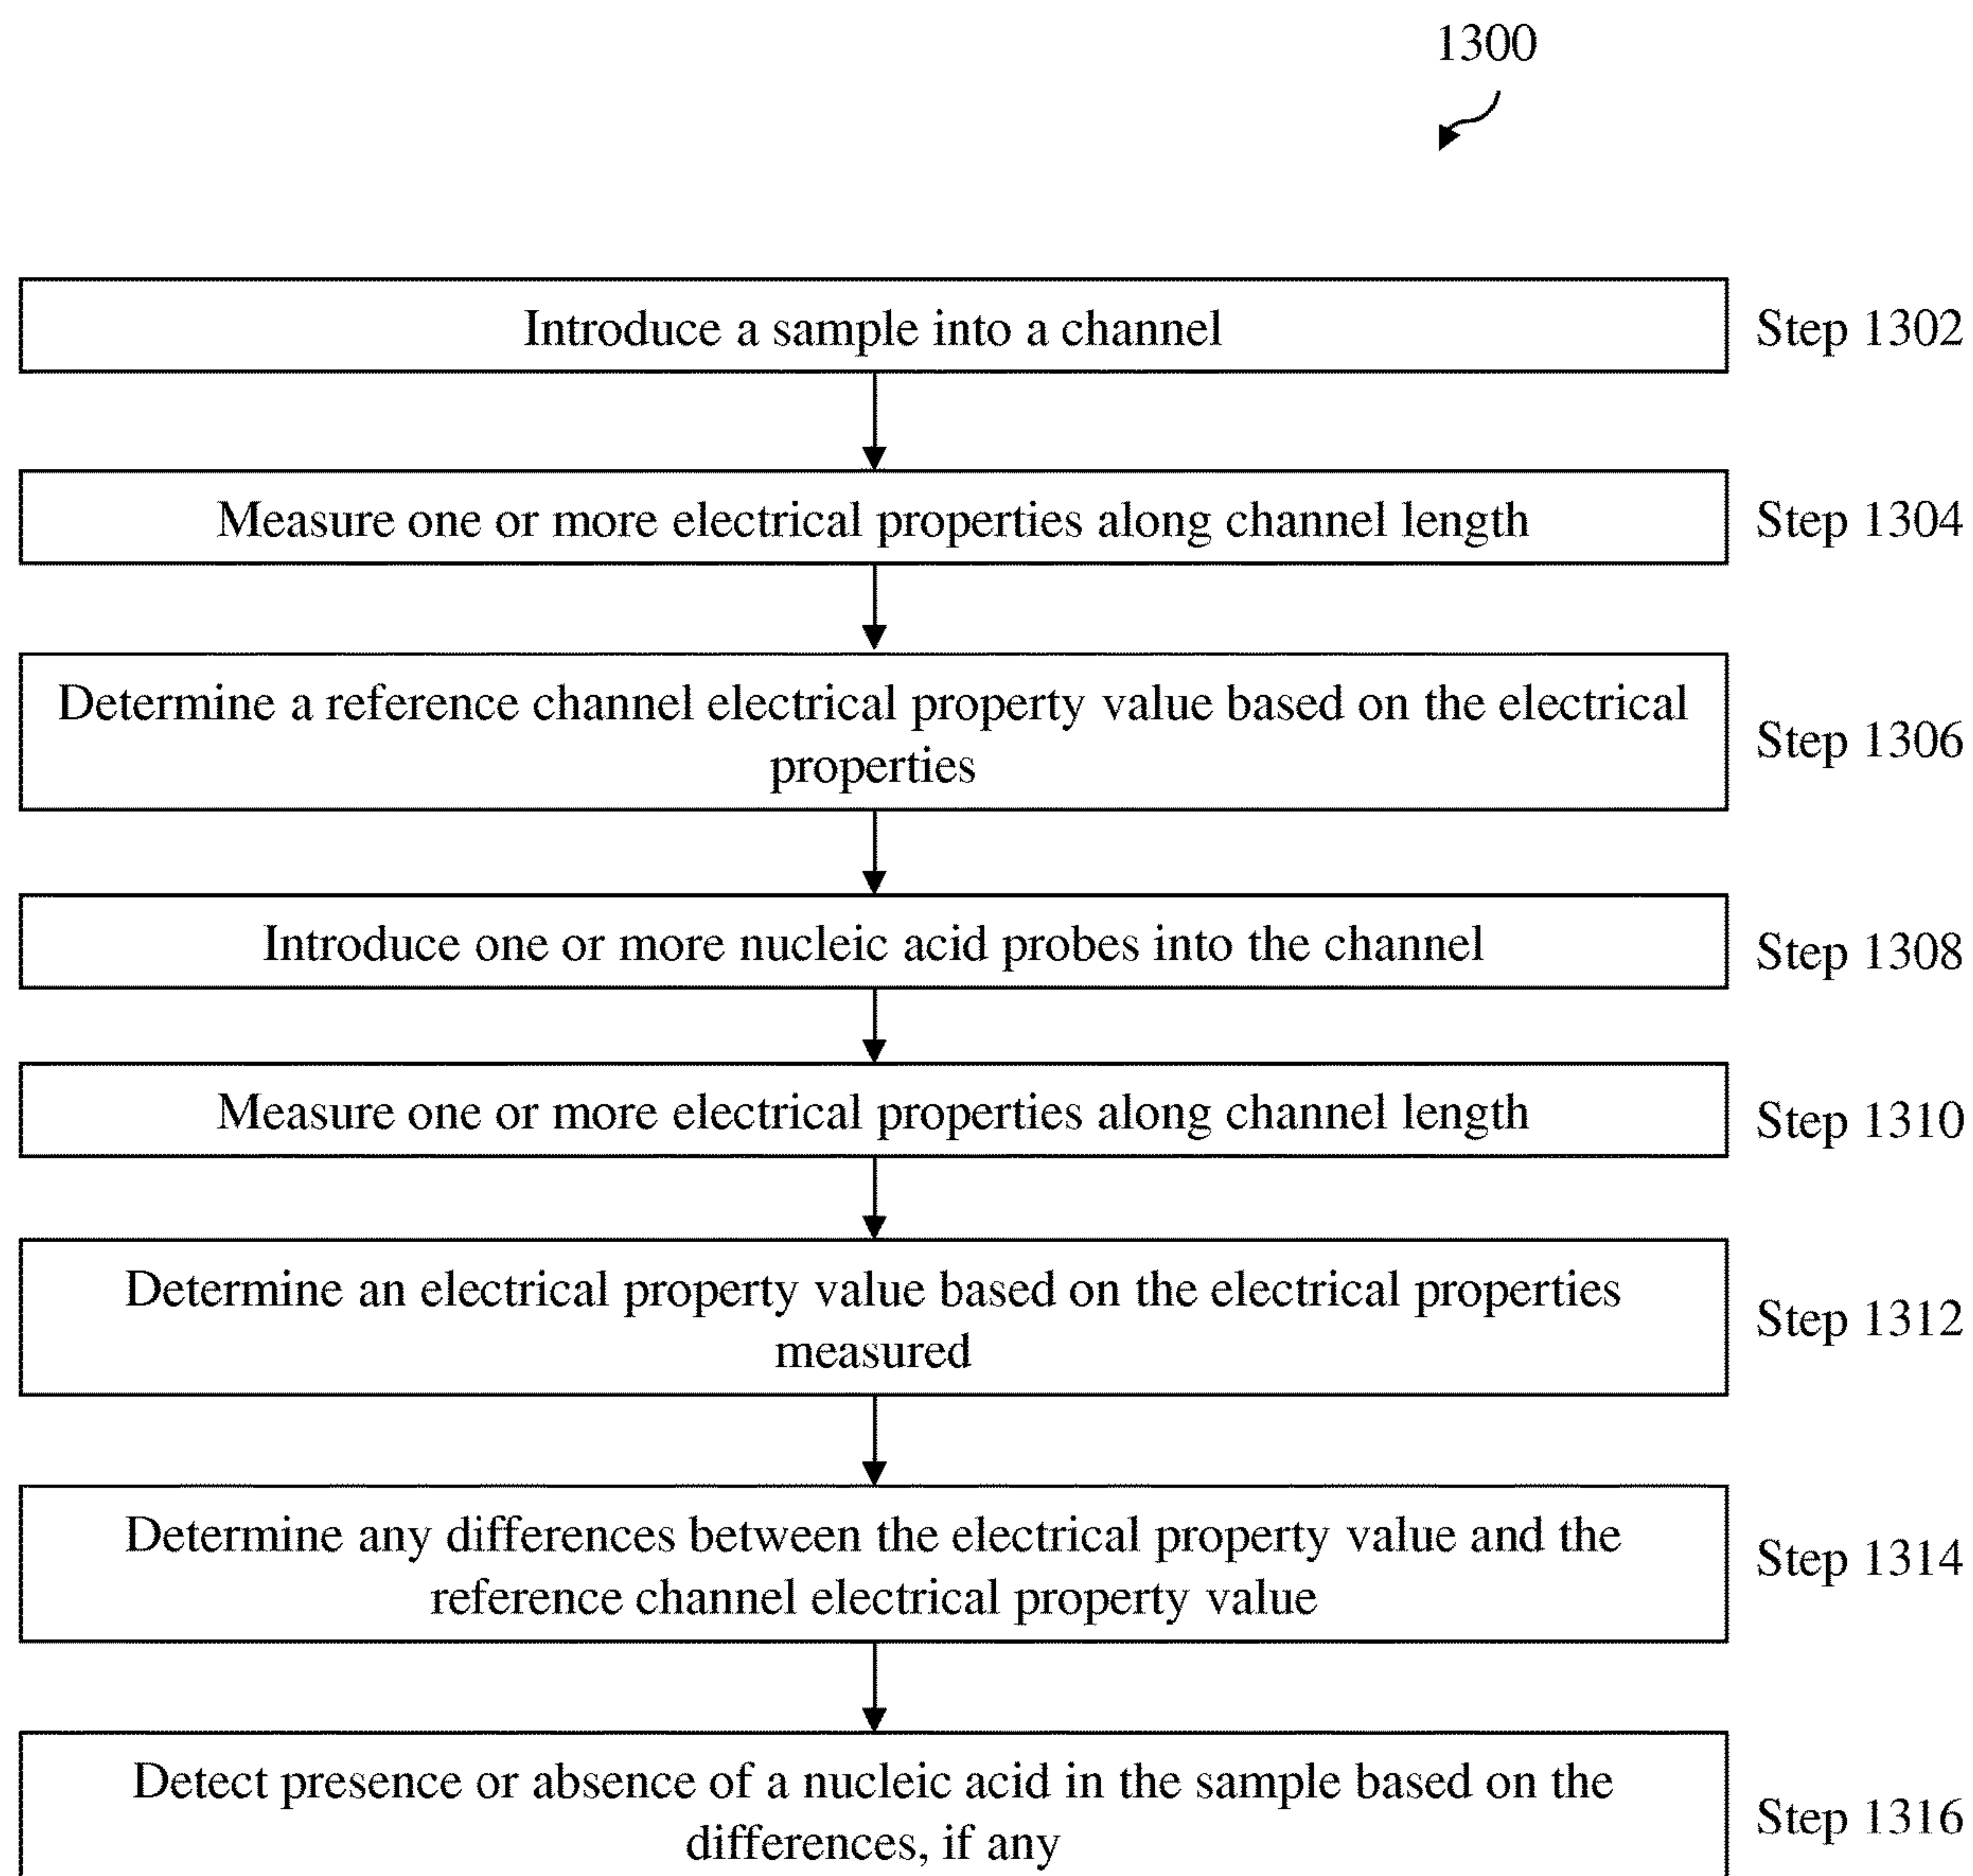 1300
Introduce a sample into a channel
Step 1302
Measure one or more electrical properties along channel length
Step 1304
Determine a reference channel electrical property value based on the electrical
properties
Step 1306
Introduce one or more nucleic acid probes into the channel
Step 1308
Measure one or more electrical properties along channel length
Step 1310
Determine an electrical property value based on the electrical properties
measured
Step 1312
Determine any differences between the electrical property value and the
reference channel electrical property value
Step 1314
Detect presence or absence of a nucleic acid in the sample based on the
differences, if any
Step 1316